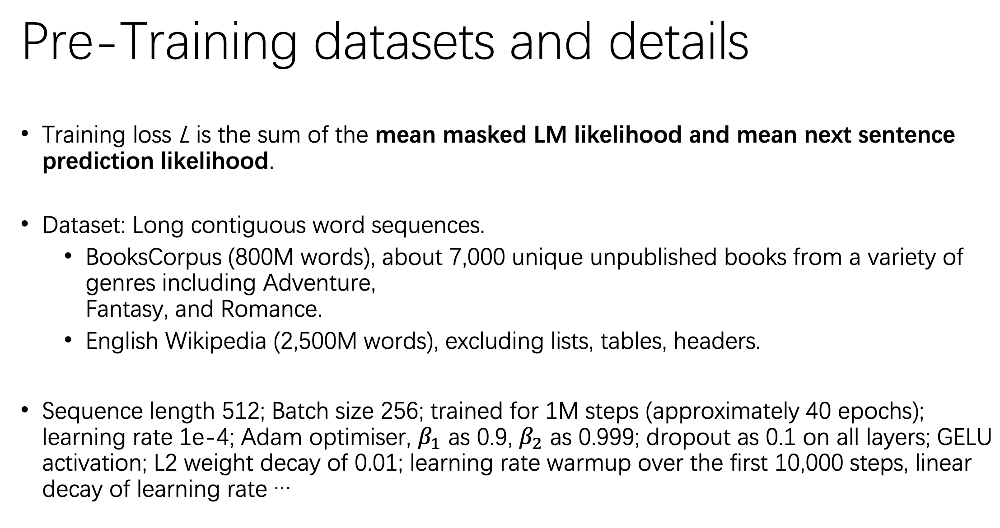 Pre-Training datasets and details
• Training loss L is the sum of the mean masked LM likelihood and mean next sentence
prediction likelihood.
• Dataset: Long contiguous word sequences.
• BooksCorpus (800M words), about 7,000 unique unpublished books from a variety of
genres including Adventure,
Fantasy, and Romance.
• English Wikipedia (2,500M words), excluding lists, tables, headers.
• Sequence length 512; Batch size 256; trained for 1M steps (approximately 40 epochs);
learning rate 1e-4; Adam optimiser, β₁ as 0.9, β₂ as 0.999; dropout as 0.1 on all layers; GELU
activation; L2 weight decay of 0.01; learning rate warmup over the first 10,000 steps, linear
decay of learning rate ⋯